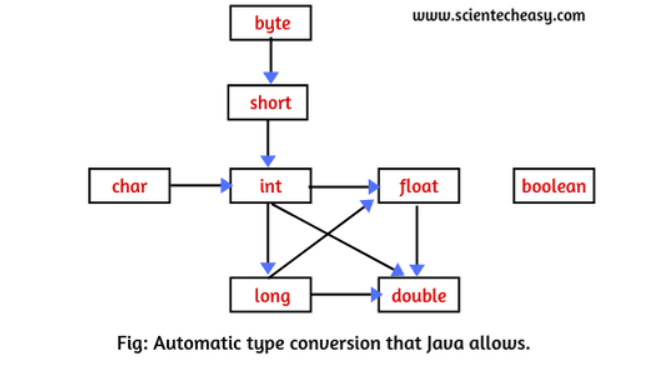 www.scientecheasy.com
byte
short
char
int
float
boolean
long
double
Fig: Automatic type conversion that Java allows.